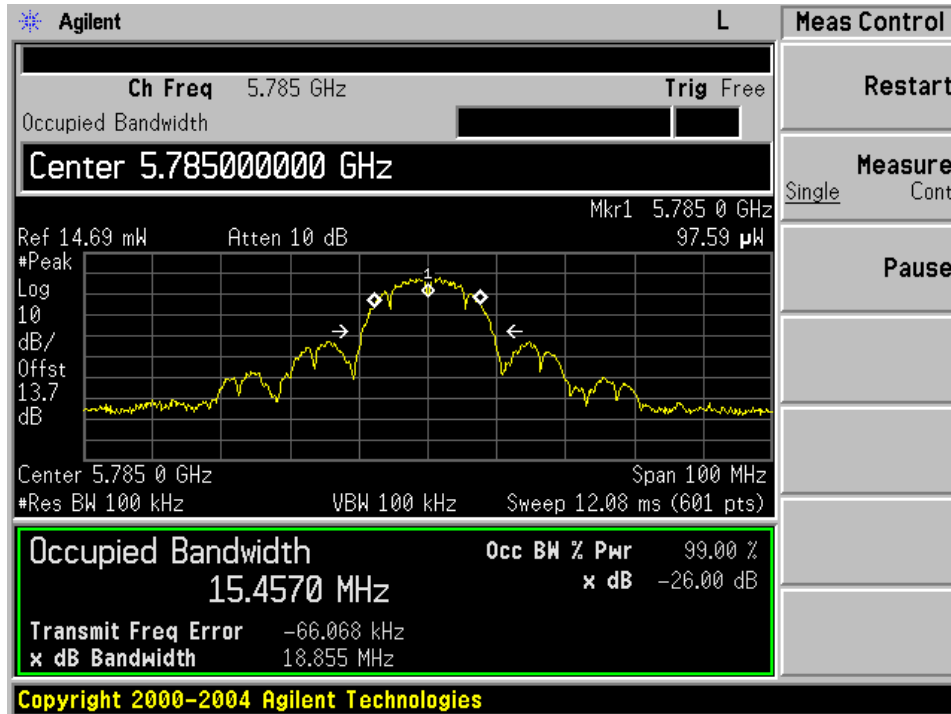 Agilent
L
Meas Control
Ch Freq 5.785 GHz
Trig Free
Occupied Bandwidth
Center 5.785000000 GHz
Mkr1 5.785 0 GHz
Ref 14.69 mW Atten 10 dB 97.59 µW
#Peak
Log
10
dB/
Offst
13.7
dB
1
Center 5.785 0 GHz Span 100 MHz
#Res BW 100 kHz VBW 100 kHz Sweep 12.08 ms (601 pts)
Occupied Bandwidth
15.4570 MHz
Occ BW % Pwr 99.00 %
x dB -26.00 dB
Transmit Freq Error -66.068 kHz
x dB Bandwidth 18.855 MHz
Copyright 2000-2004 Agilent Technologies
Restart
Measure
Single Cont
Pause